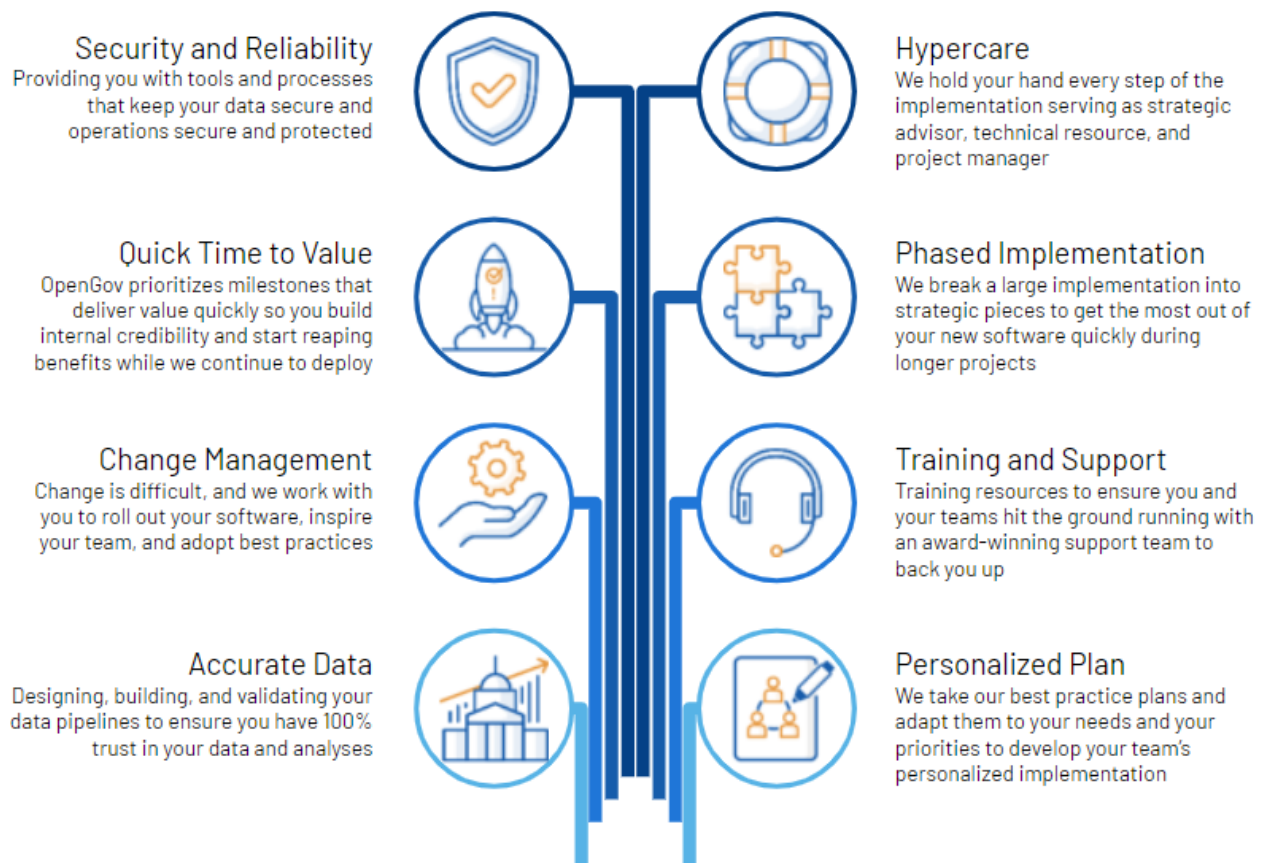 Security and Reliability
Providing you with tools and processes
that keep your data secure and
operations secure and protected
Hypercare
We hold your hand every step of the
implementation serving as strategic
advisor, technical resource, and
project manager
Quick Time to Value
OpenGov prioritizes milestones that
deliver value quickly so you build
internal credibility and start reaping
benefits while we continue to deploy
Phased Implementation
We break a large implementation into
strategic pieces to get the most out of
your new software quickly during
longer projects
Change Management
Change is difficult, and we work with
you to roll out your software, inspire
your team, and adopt best practices
Training and Support
Training resources to ensure you and
your teams hit the ground running with
an award-winning support team to
back you up
Accurate Data
Designing, building, and validating your
data pipelines to ensure you have 100%
trust in your data and analyses
Personalized Plan
We take our best practice plans and
adapt them to your needs and your
priorities to develop your team's
personalized implementation